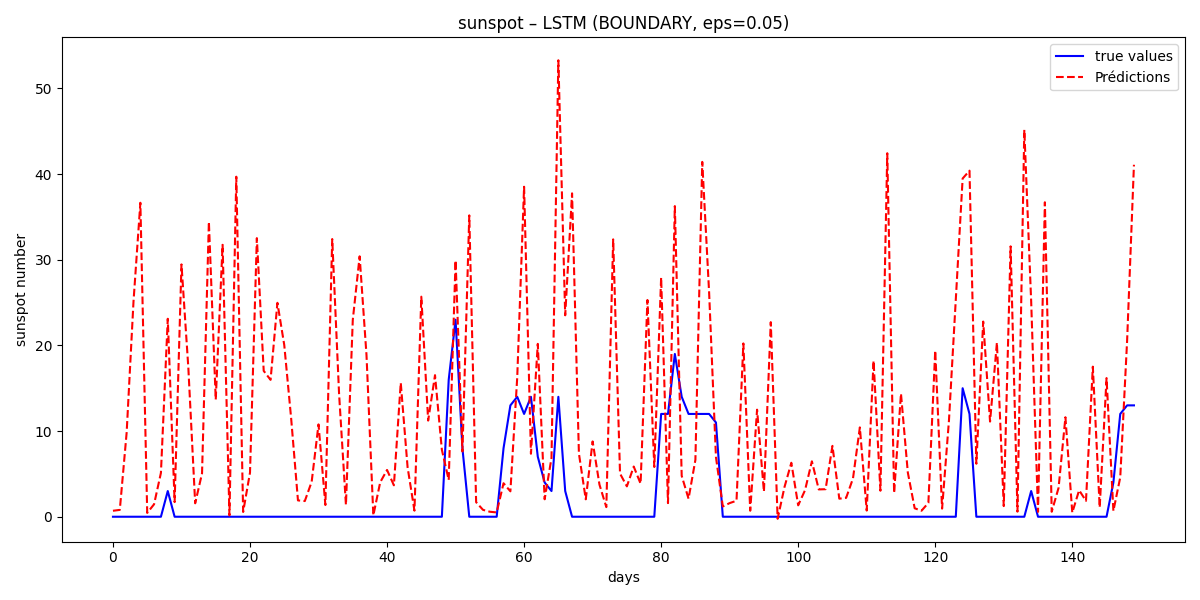 sunspot – LSTM (BOUNDARY, eps=0.05)
true values
Prédictions
sunspot number
50
40
30
20
10
0
0 20 40 60 80 100 120 140
days